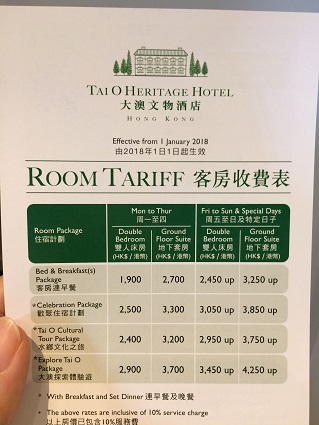 TAI O HERITAGE HOTEL
大澳文物酒店
HONG KONG
Effective from 1 January 2018
由2018年1月1日起生效
ROOM TARIFF 客房收費表
Room Package
住宿計劃
Mon to Thur
周一至四
Fri to Sun & Special Days
周五至日及特定日子
Double Bedroom
雙人床房
(HK$ / 港幣)
Ground Floor Suite
地下套房
(HK$ / 港幣)
Double Bedroom
雙人床房
(HK$ / 港幣)
Ground Floor Suite
地下套房
(HK$ / 港幣)
Bed & Breakfast(s) Package
客房連早餐
1,900 2,700 2,450 up 3,250 up
*Celebration Package
歡聚住宿計劃
2,500 3,300 3,050 up 3,850 up
*Tai O Cultural Tour Package
水鄉文化之旅
2,400 3,200 2,950 up 3,750 up
*Explore Tai O Package
大澳探索體驗遊
2,900 3,700 3,450 up 4,250 up
* With Breakfast and Set Dinner 連早餐及晚餐
The above rates are inclusive of 10% service charge
以上房價已包含10%服務費